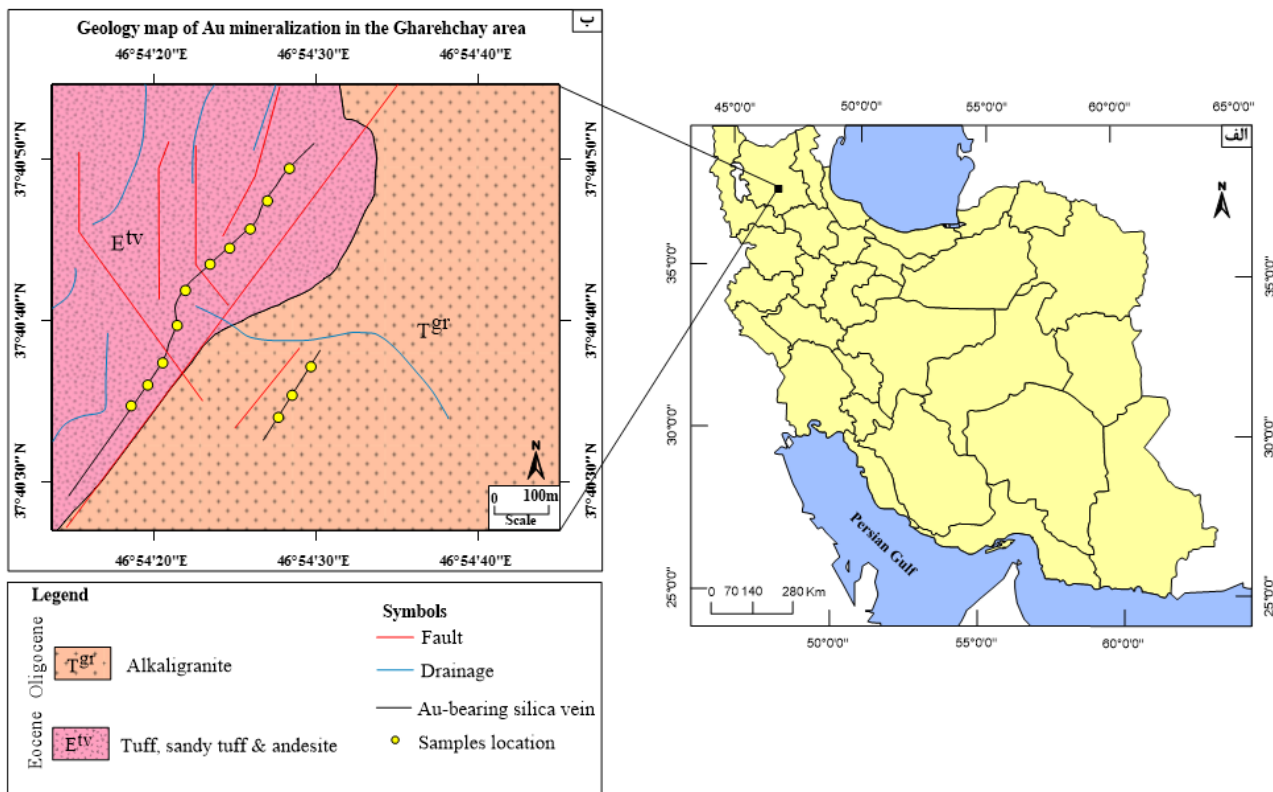 Geology map of Au mineralization in the Gharehchay area
ب
46°54'20"E
46°54'30"E
46°54'40"E
37°40'50"N
37°40'50"N
37°40'40"N
37°40'40"N
37°40'30"N
37°40'30"N
Etv
Tgr
N
0 100m
Scale
46°54'20"E
46°54'30"E
46°54'40"E
Legend
Oligocene
Tgr
Alkaligranite
Eocene
Etv
Tuff, sandy tuff & andesite
Symbols
Fault
Drainage
Au-bearing silica vein
Samples location
45°0'0"
50°0'0"
55°0'0"
60°0'0"
65°0'0"
الف
N
35°0'0"
35°0'0"
30°0'0"
30°0'0"
25°0'0"
25°0'0"
Persian Gulf
0 70 140 280 Km
50°0'0"
55°0'0"
60°0'0"